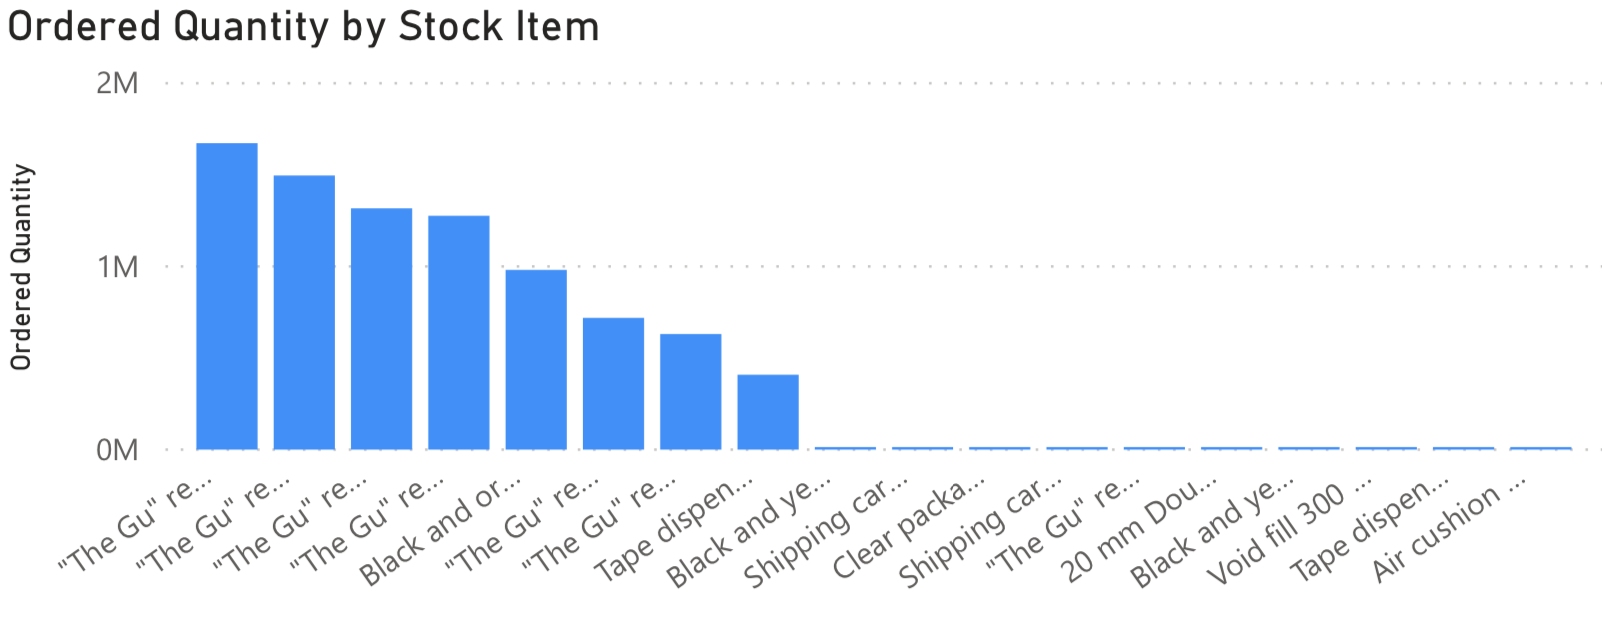 Ordered Quantity by Stock Item
Ordered Quantity
2M
1M
0M
"The Gu" re...
"The Gu" re...
"The Gu" re...
"The Gu" re...
Black and or...
"The Gu" re...
"The Gu" re...
Tape dispen...
Black and ye...
Shipping car...
Clear packa...
Shipping car...
"The Gu" re...
20 mm Dou...
Black and ye...
Void fill 300 ...
Tape dispen...
Air cushion ...